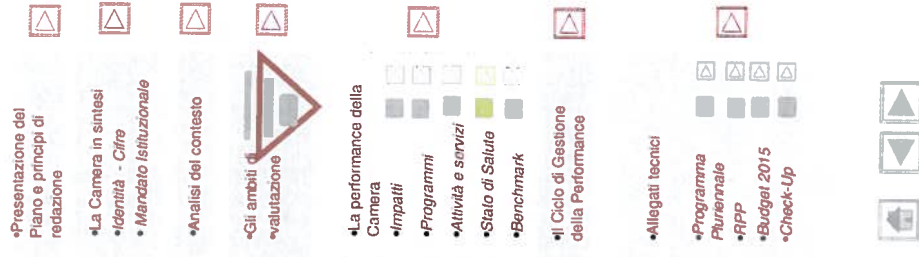 •Presentazione del
Piano e principi di
redazione
•La Camera in sintesi
•Identità - Cifre
• Mandato Istituzionale
•Analisi del contesto
•Gli ambiti di
•valutazione
•La performance della
Camera
•Impatti
•Programmi
•Attività e servizi
•Stato di Salute
•Benchmark
•Il Ciclo di Gestione
della Performance
•Allegati tecnici
•Programma
Pluriennale
•RPP
•Budget 2015
•Check-Up